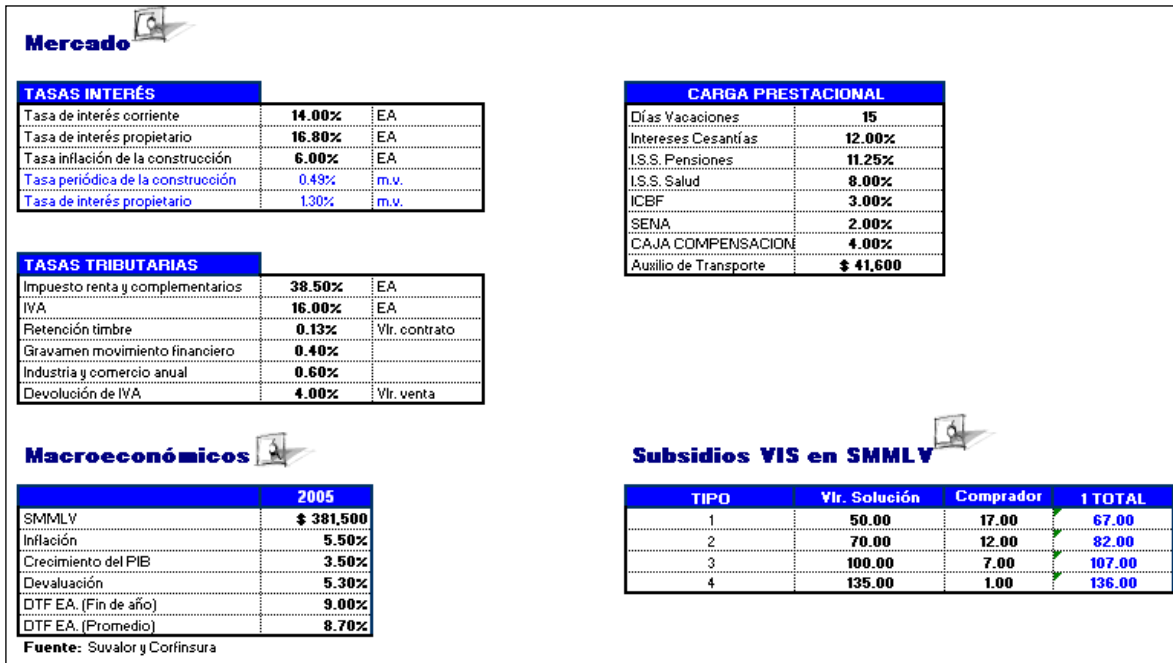 Mercado
TASAS INTERÉS
Tasa de interés corriente 14.00% EA
Tasa de interés propietario 16.80% EA
Tasa inflación de la construcción 6.00% EA
Tasa periódica de la construcción 0.49% m.v.
Tasa de interés propietario 1.30% m.v.
CARGA PRESTACIONAL
Días Vacaciones 15
Intereses Cesantías 12.00%
I.S.S. Pensiones 11.25%
I.S.S. Salud 8.00%
ICBF 3.00%
SENA 2.00%
CAJA COMPENSACION 4.00%
Auxilio de Transporte $ 41,600
TASAS TRIBUTARIAS
Impuesto renta y complementarios 38.50% EA
IVA 16.00% EA
Retención timbre 0.13% Vlr. contrato
Gravamen movimiento financiero 0.40%
Industria y comercio anual 0.60%
Devolución de IVA 4.00% Vlr. venta
Macroeconómicos
2005
SMMLV $ 381,500
Inflación 5.50%
Crecimiento del PIB 3.50%
Devaluación 5.30%
DTF EA. (Fin de año) 9.00%
DTF EA. (Promedio) 8.70%
Fuente: Suvalor y Corfinsura
Subsidios VIS en SMMLV
TIPO Vlr. Solución Comprador 1 TOTAL
1 50.00 17.00 67.00
2 70.00 12.00 82.00
3 100.00 7.00 107.00
4 135.00 1.00 136.00